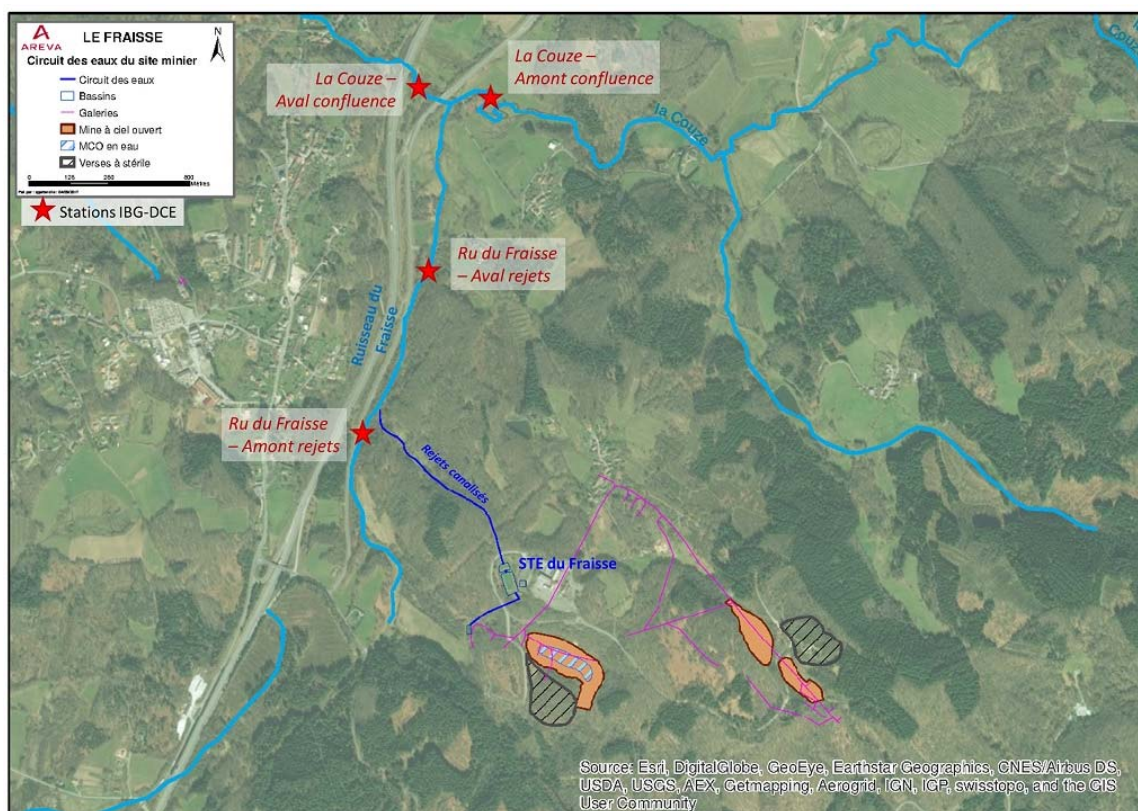 AREVA
LE FRAISSE
N
Circuit des eaux du site minier
Circuit des eaux
Bassins
Galeries
Mine à ciel ouvert
MCO en eau
Verses à stérile
0 125 250
Mètres
Stations IBG-DCE
La Couze –
Aval confluence
La Couze –
Amont confluence
la Couze
Ru du Fraisse
– Aval rejets
Ruisseau du
Fraisse
Ru du Fraisse
– Amont rejets
Rejets canalisés
STE du Fraisse
Source: Esri, DigitalGlobe, GeoEye, Earthstar Geographics, CNES/Airbus DS,
USDA, USGS, AEX, Getmapping, Aerogrid, IGN, IGP, swisstopo, and the GIS
User Community